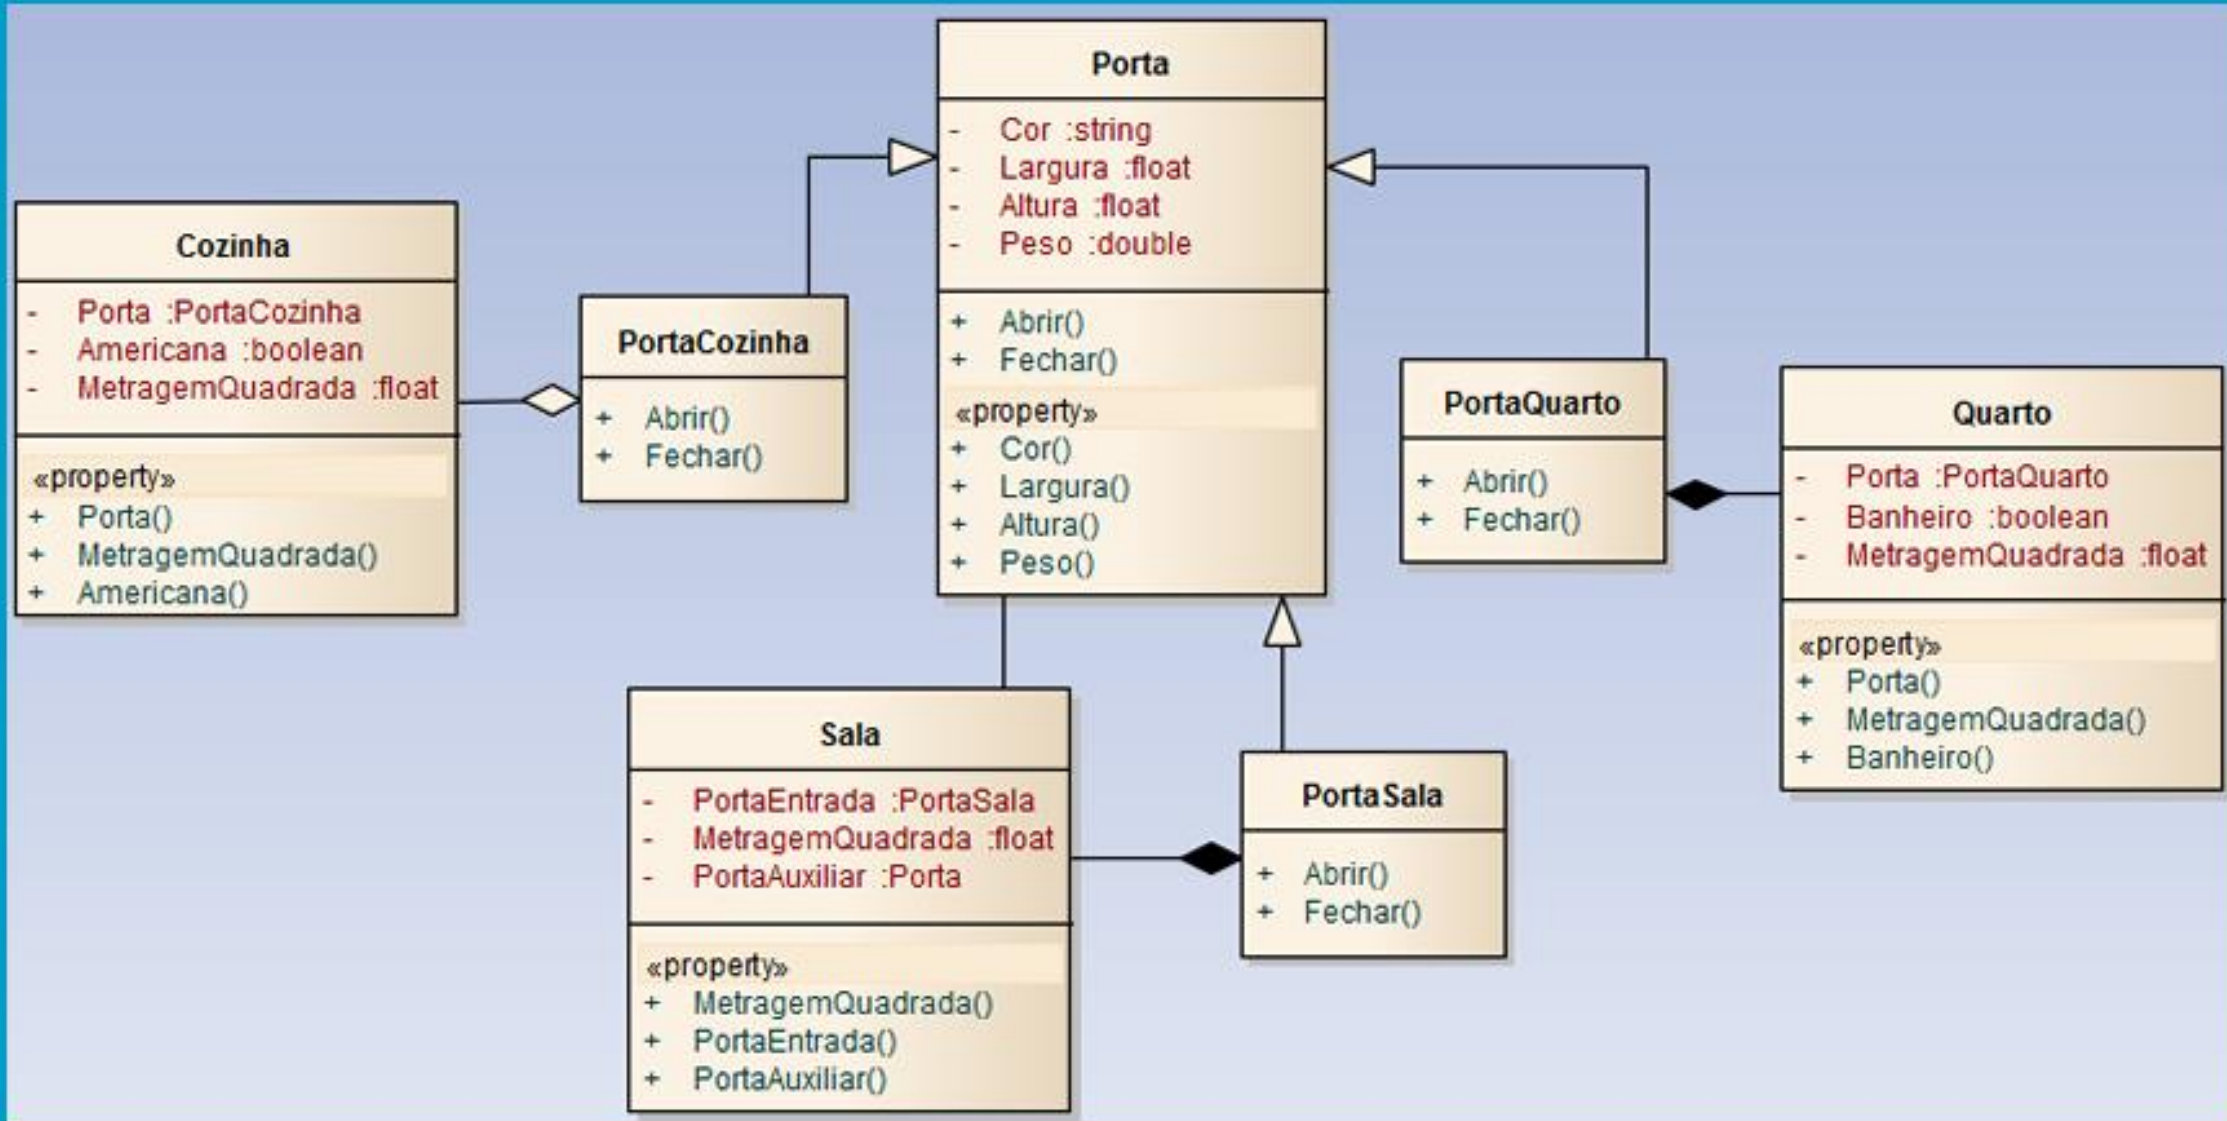 Porta
- Cor :string
- Largura :float
- Altura :float
- Peso :double
+ Abrir()
+ Fechar()
«property»
+ Cor()
+ Largura()
+ Altura()
+ Peso()
Cozinha
- Porta :PortaCozinha
- Americana :boolean
- MetragemQuadrada :float
«property»
+ Porta()
+ MetragemQuadrada()
+ Americana()
PortaCozinha
+ Abrir()
+ Fechar()
PortaQuarto
+ Abrir()
+ Fechar()
Quarto
- Porta :PortaQuarto
- Banheiro :boolean
- MetragemQuadrada :float
«property»
+ Porta()
+ MetragemQuadrada()
+ Banheiro()
Sala
- PortaEntrada :PortaSala
- MetragemQuadrada :float
- PortaAuxiliar :Porta
«property»
+ MetragemQuadrada()
+ PortaEntrada()
+ PortaAuxiliar()
PortaSala
+ Abrir()
+ Fechar()